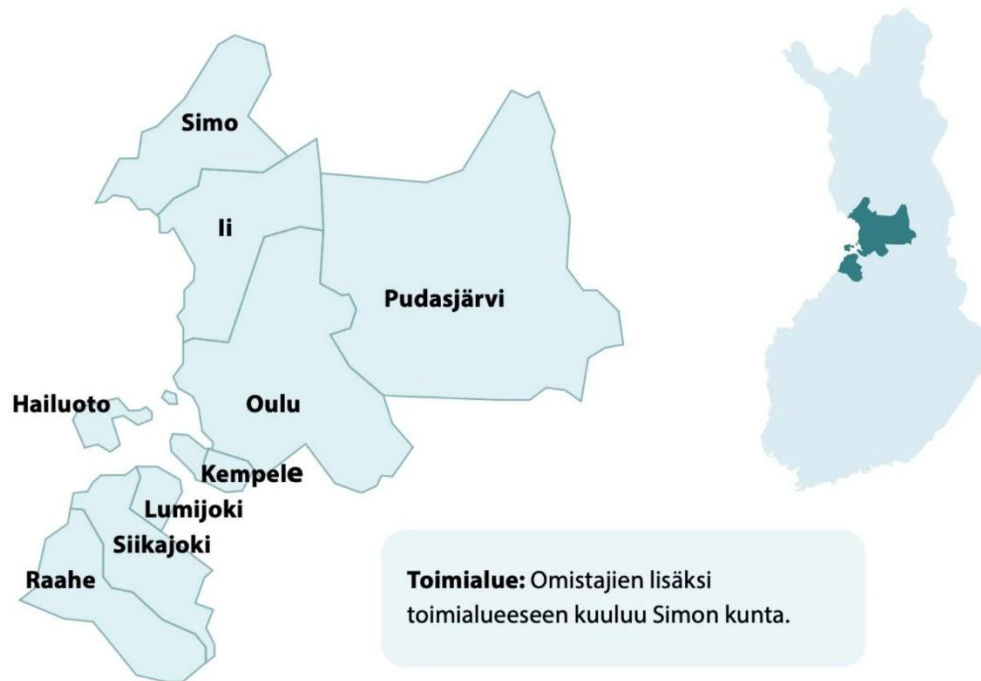 Simo
Ii
Pudasjärvi
Hailuoto
Oulu
Kempele
Lumijoki
Siikajoki
Raahe
Toimialue: Omistajien lisäksi
toimialueeseen kuuluu Simon kunta.